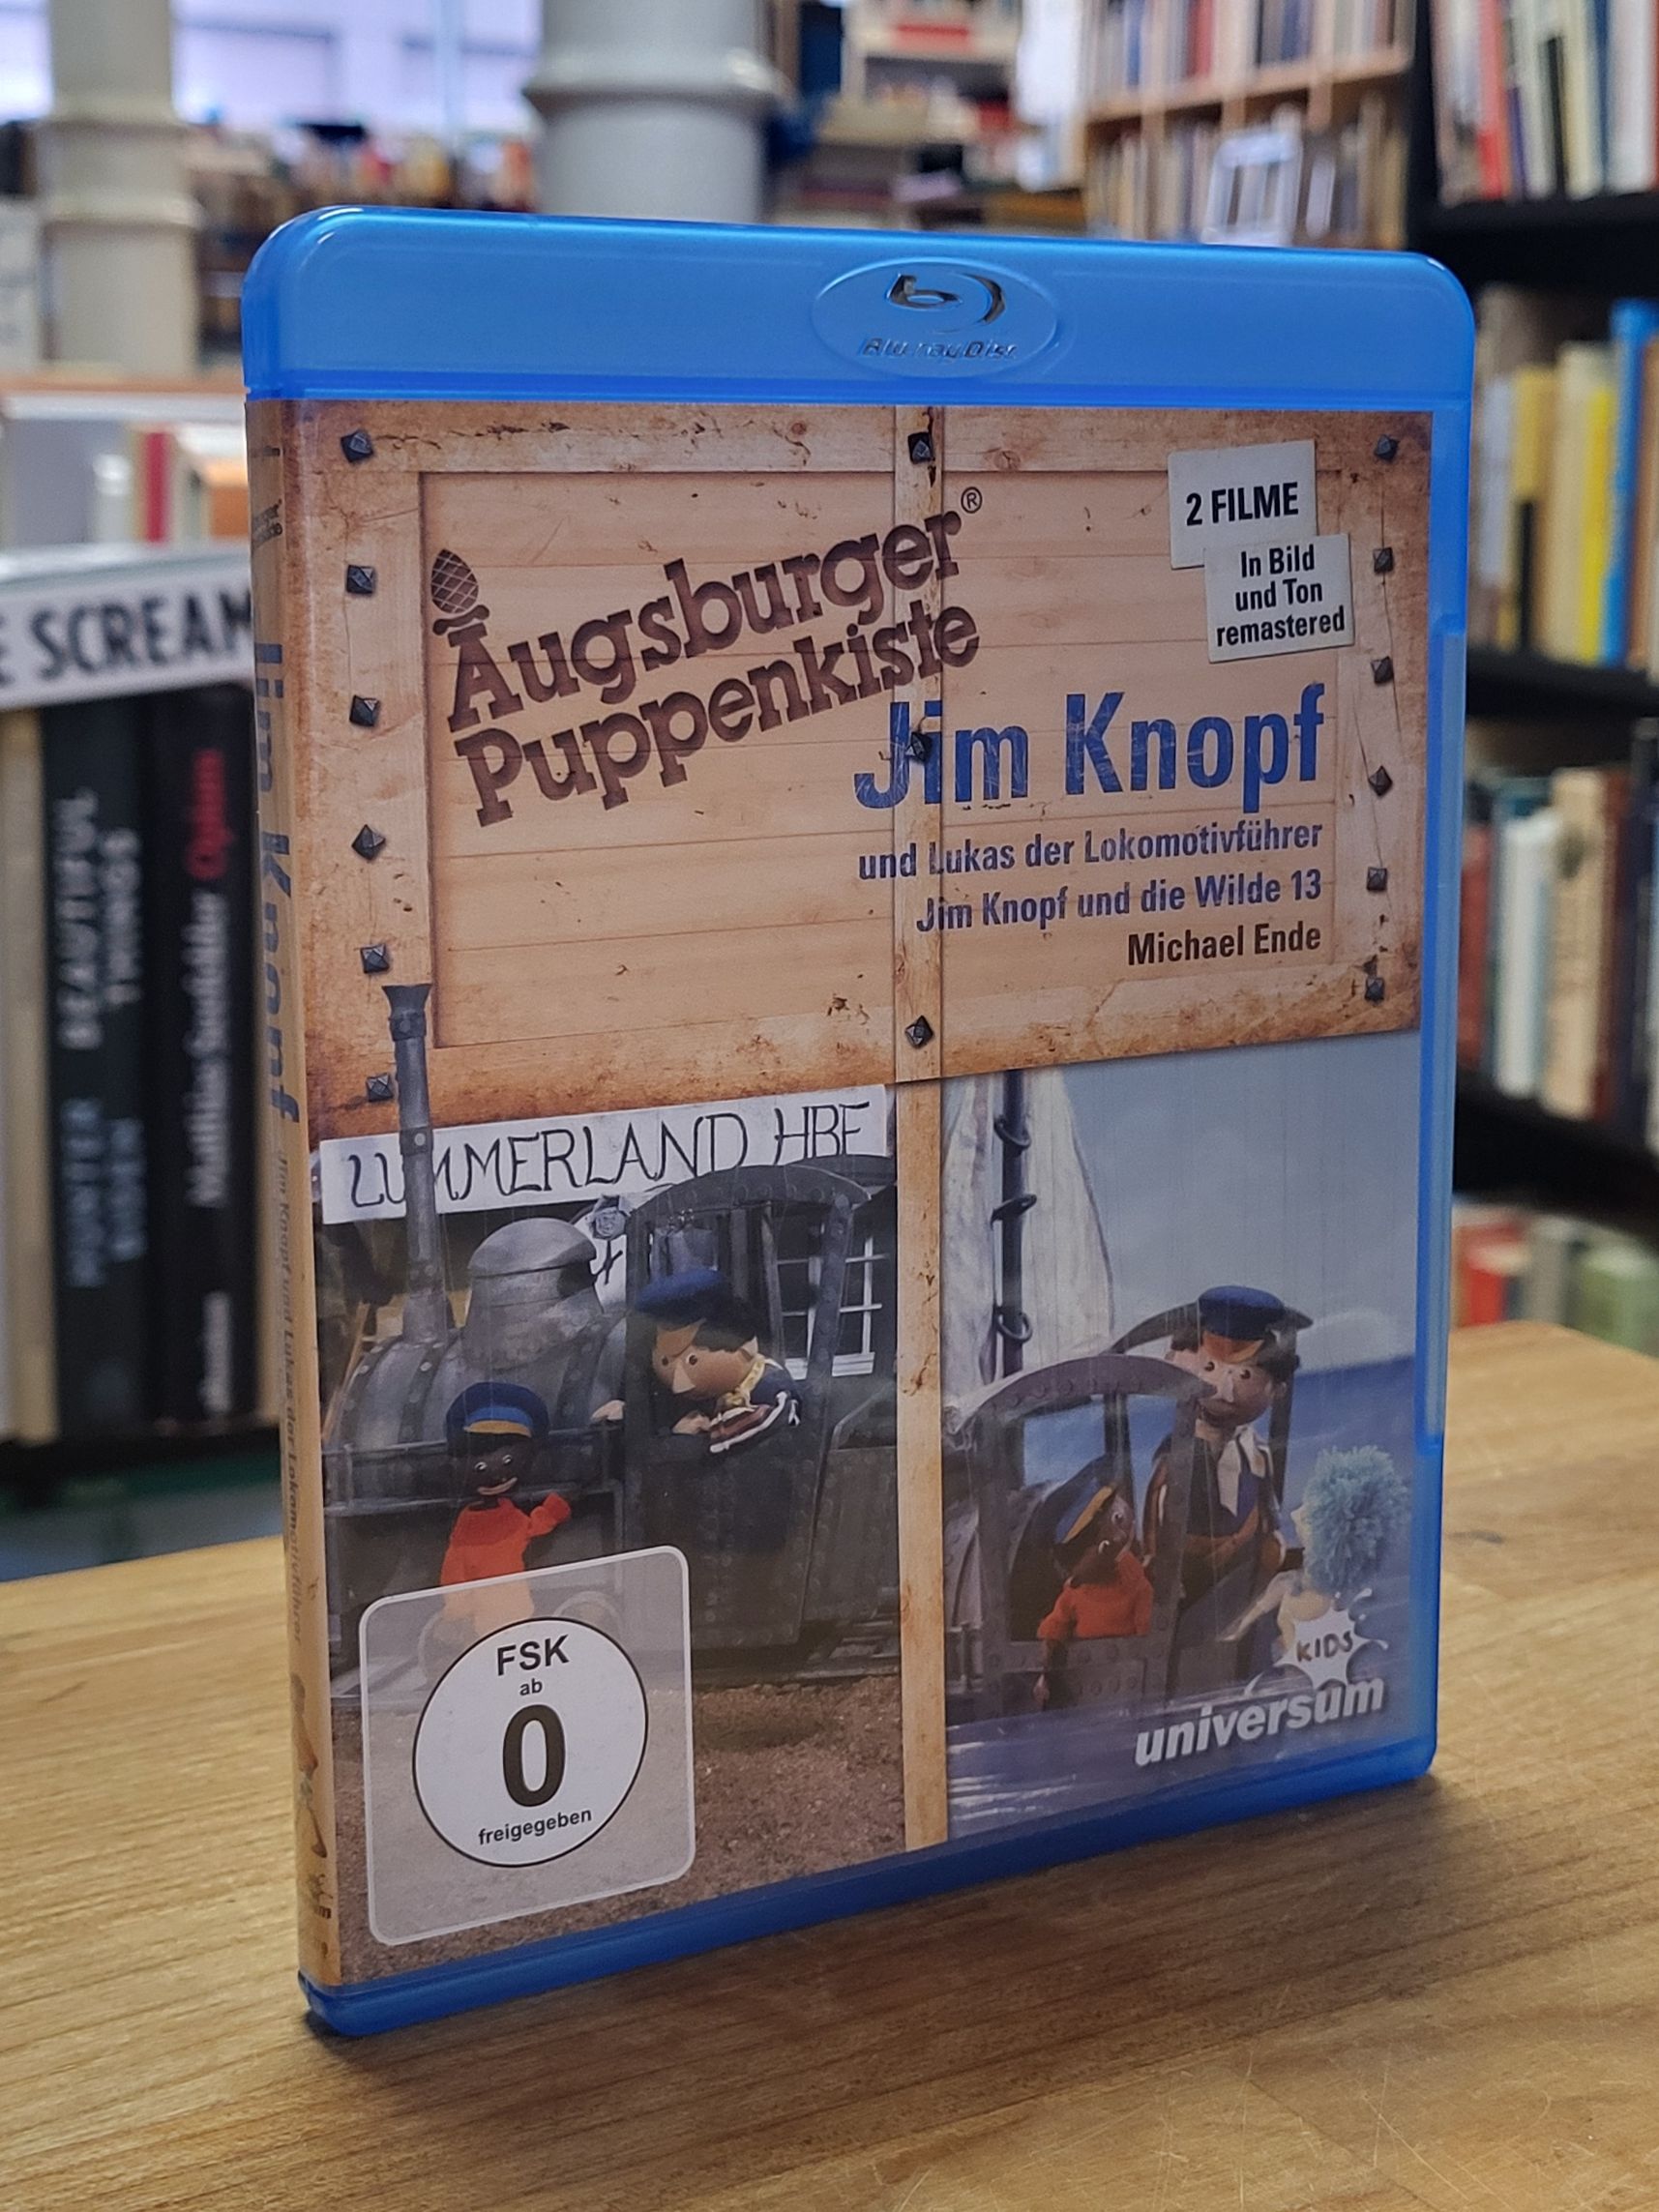 Blu-ray Disc
2 FILME
In Bild
und Ton
remastered
Augsburger®
Puppenkiste
Jim Knopf
und Lukas der Lokomotivführer
Jim Knopf und die Wilde 13
Michael Ende
LUMMERLAND HBF
FSK
ab
0
freigegeben
KIDS
universum
Jim Knopf
Jim Knopf und Lukas der Lokomotivführer
E SCREAM
Opium